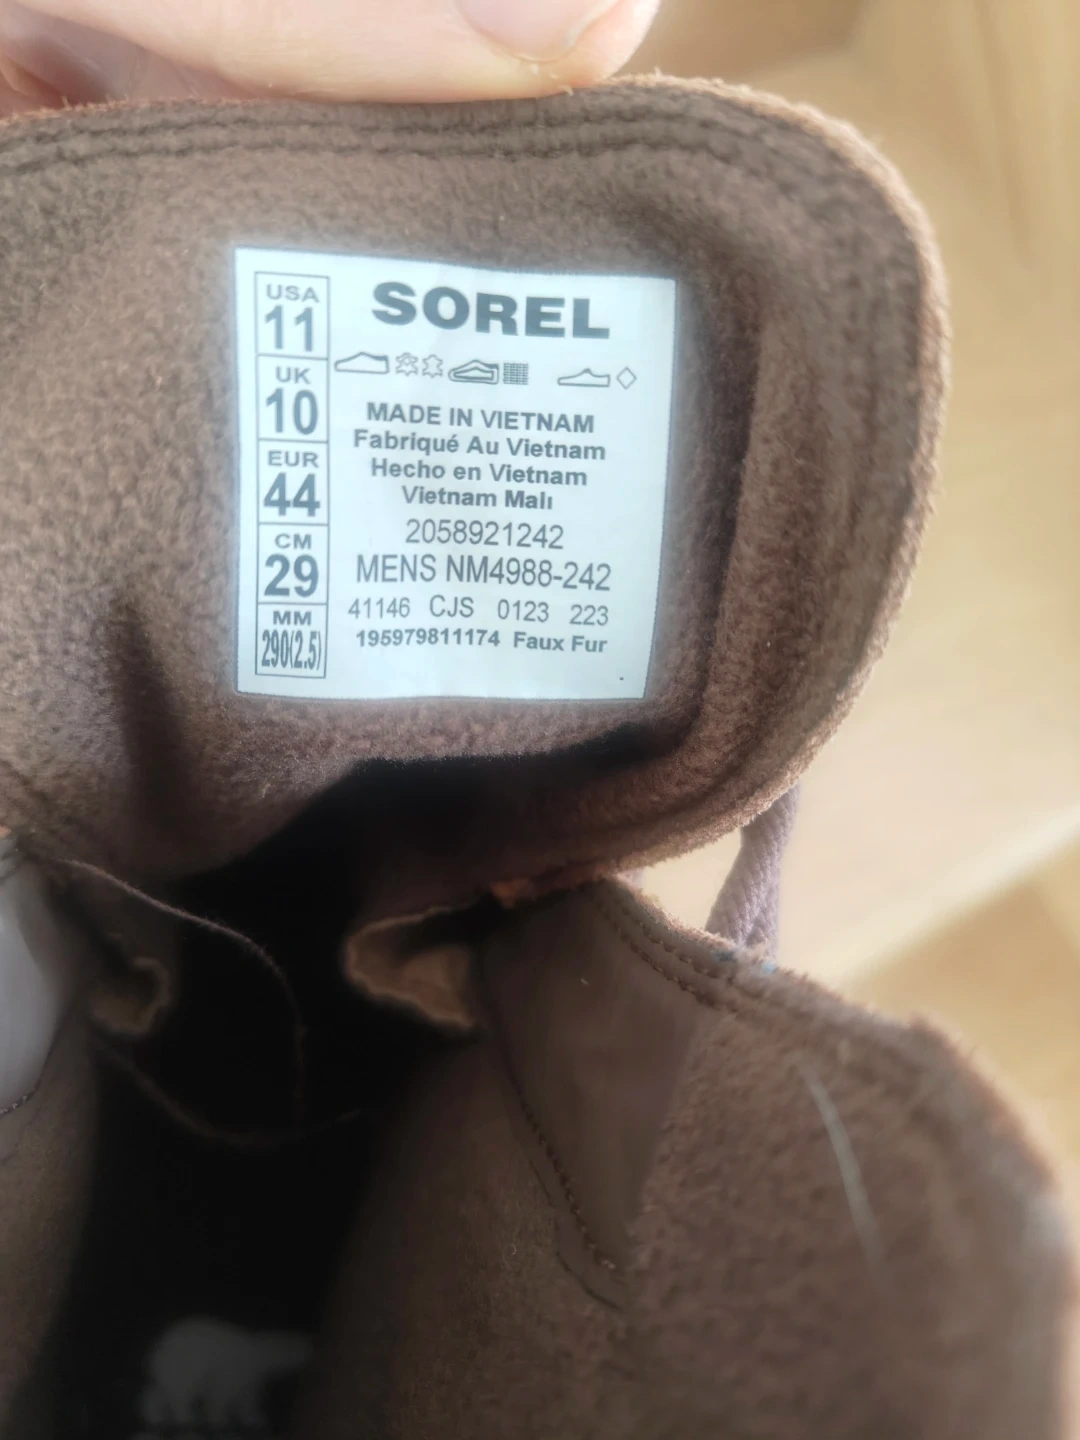 USA
11
UK
10
EUR
44
CM
29
MM
290(2.5)
SOREL
MADE IN VIETNAM
Fabriqué Au Vietnam
Hecho en Vietnam
Vietnam Malı
2058921242
MENS NM4988-242
41146 CJS 0123 223
195979811174 Faux Fur